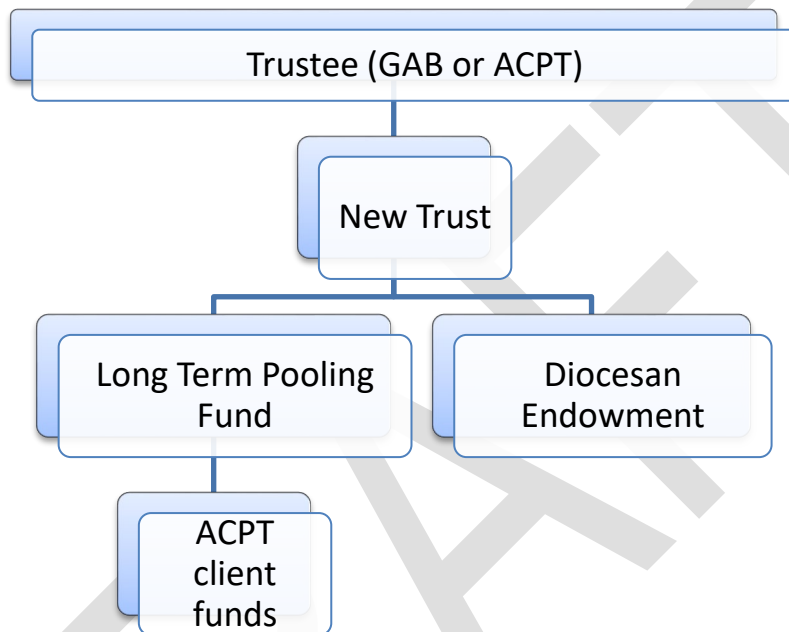 Trustee (GAB or ACPT)
New Trust
Long Term Pooling
Fund
Diocesan
Endowment
ACPT
client
funds